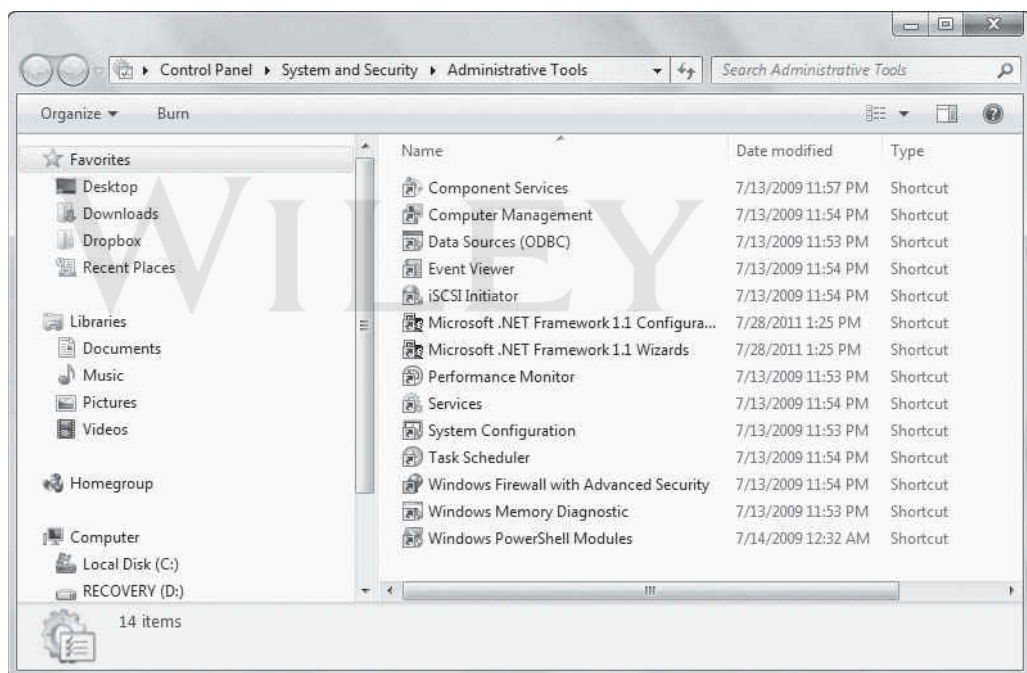 Control Panel ▸ System and Security ▸ Administrative Tools
Search Administrative Tools
Organize Burn
Name Date modified Type
Favorites
Desktop
Downloads
Dropbox
Recent Places
Libraries
Documents
Music
Pictures
Videos
Homegroup
Computer
Local Disk (C:)
RECOVERY (D:)
Component Services 7/13/2009 11:57 PM Shortcut
Computer Management 7/13/2009 11:54 PM Shortcut
Data Sources (ODBC) 7/13/2009 11:53 PM Shortcut
Event Viewer 7/13/2009 11:54 PM Shortcut
iSCSI Initiator 7/13/2009 11:54 PM Shortcut
Microsoft .NET Framework 1.1 Configura... 7/28/2011 1:25 PM Shortcut
Microsoft .NET Framework 1.1 Wizards 7/28/2011 1:25 PM Shortcut
Performance Monitor 7/13/2009 11:53 PM Shortcut
Services 7/13/2009 11:54 PM Shortcut
System Configuration 7/13/2009 11:53 PM Shortcut
Task Scheduler 7/13/2009 11:54 PM Shortcut
Windows Firewall with Advanced Security 7/13/2009 11:54 PM Shortcut
Windows Memory Diagnostic 7/13/2009 11:53 PM Shortcut
Windows PowerShell Modules 7/14/2009 12:32 AM Shortcut
14 items
WILEY